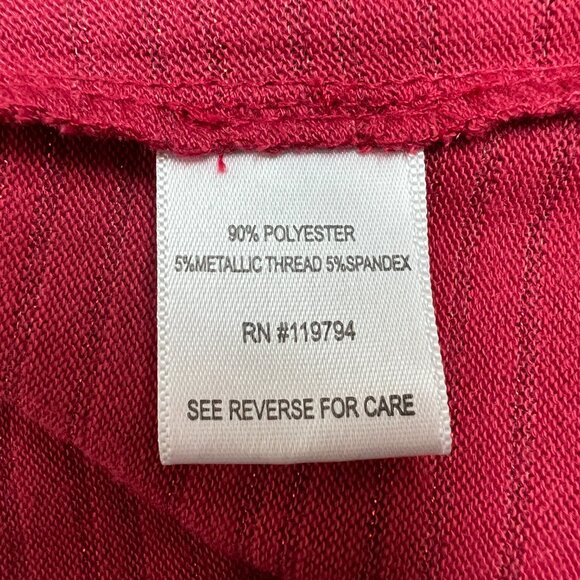 90% POLYESTER
5%METALLIC THREAD 5%SPANDEX
RN #119794
SEE REVERSE FOR CARE